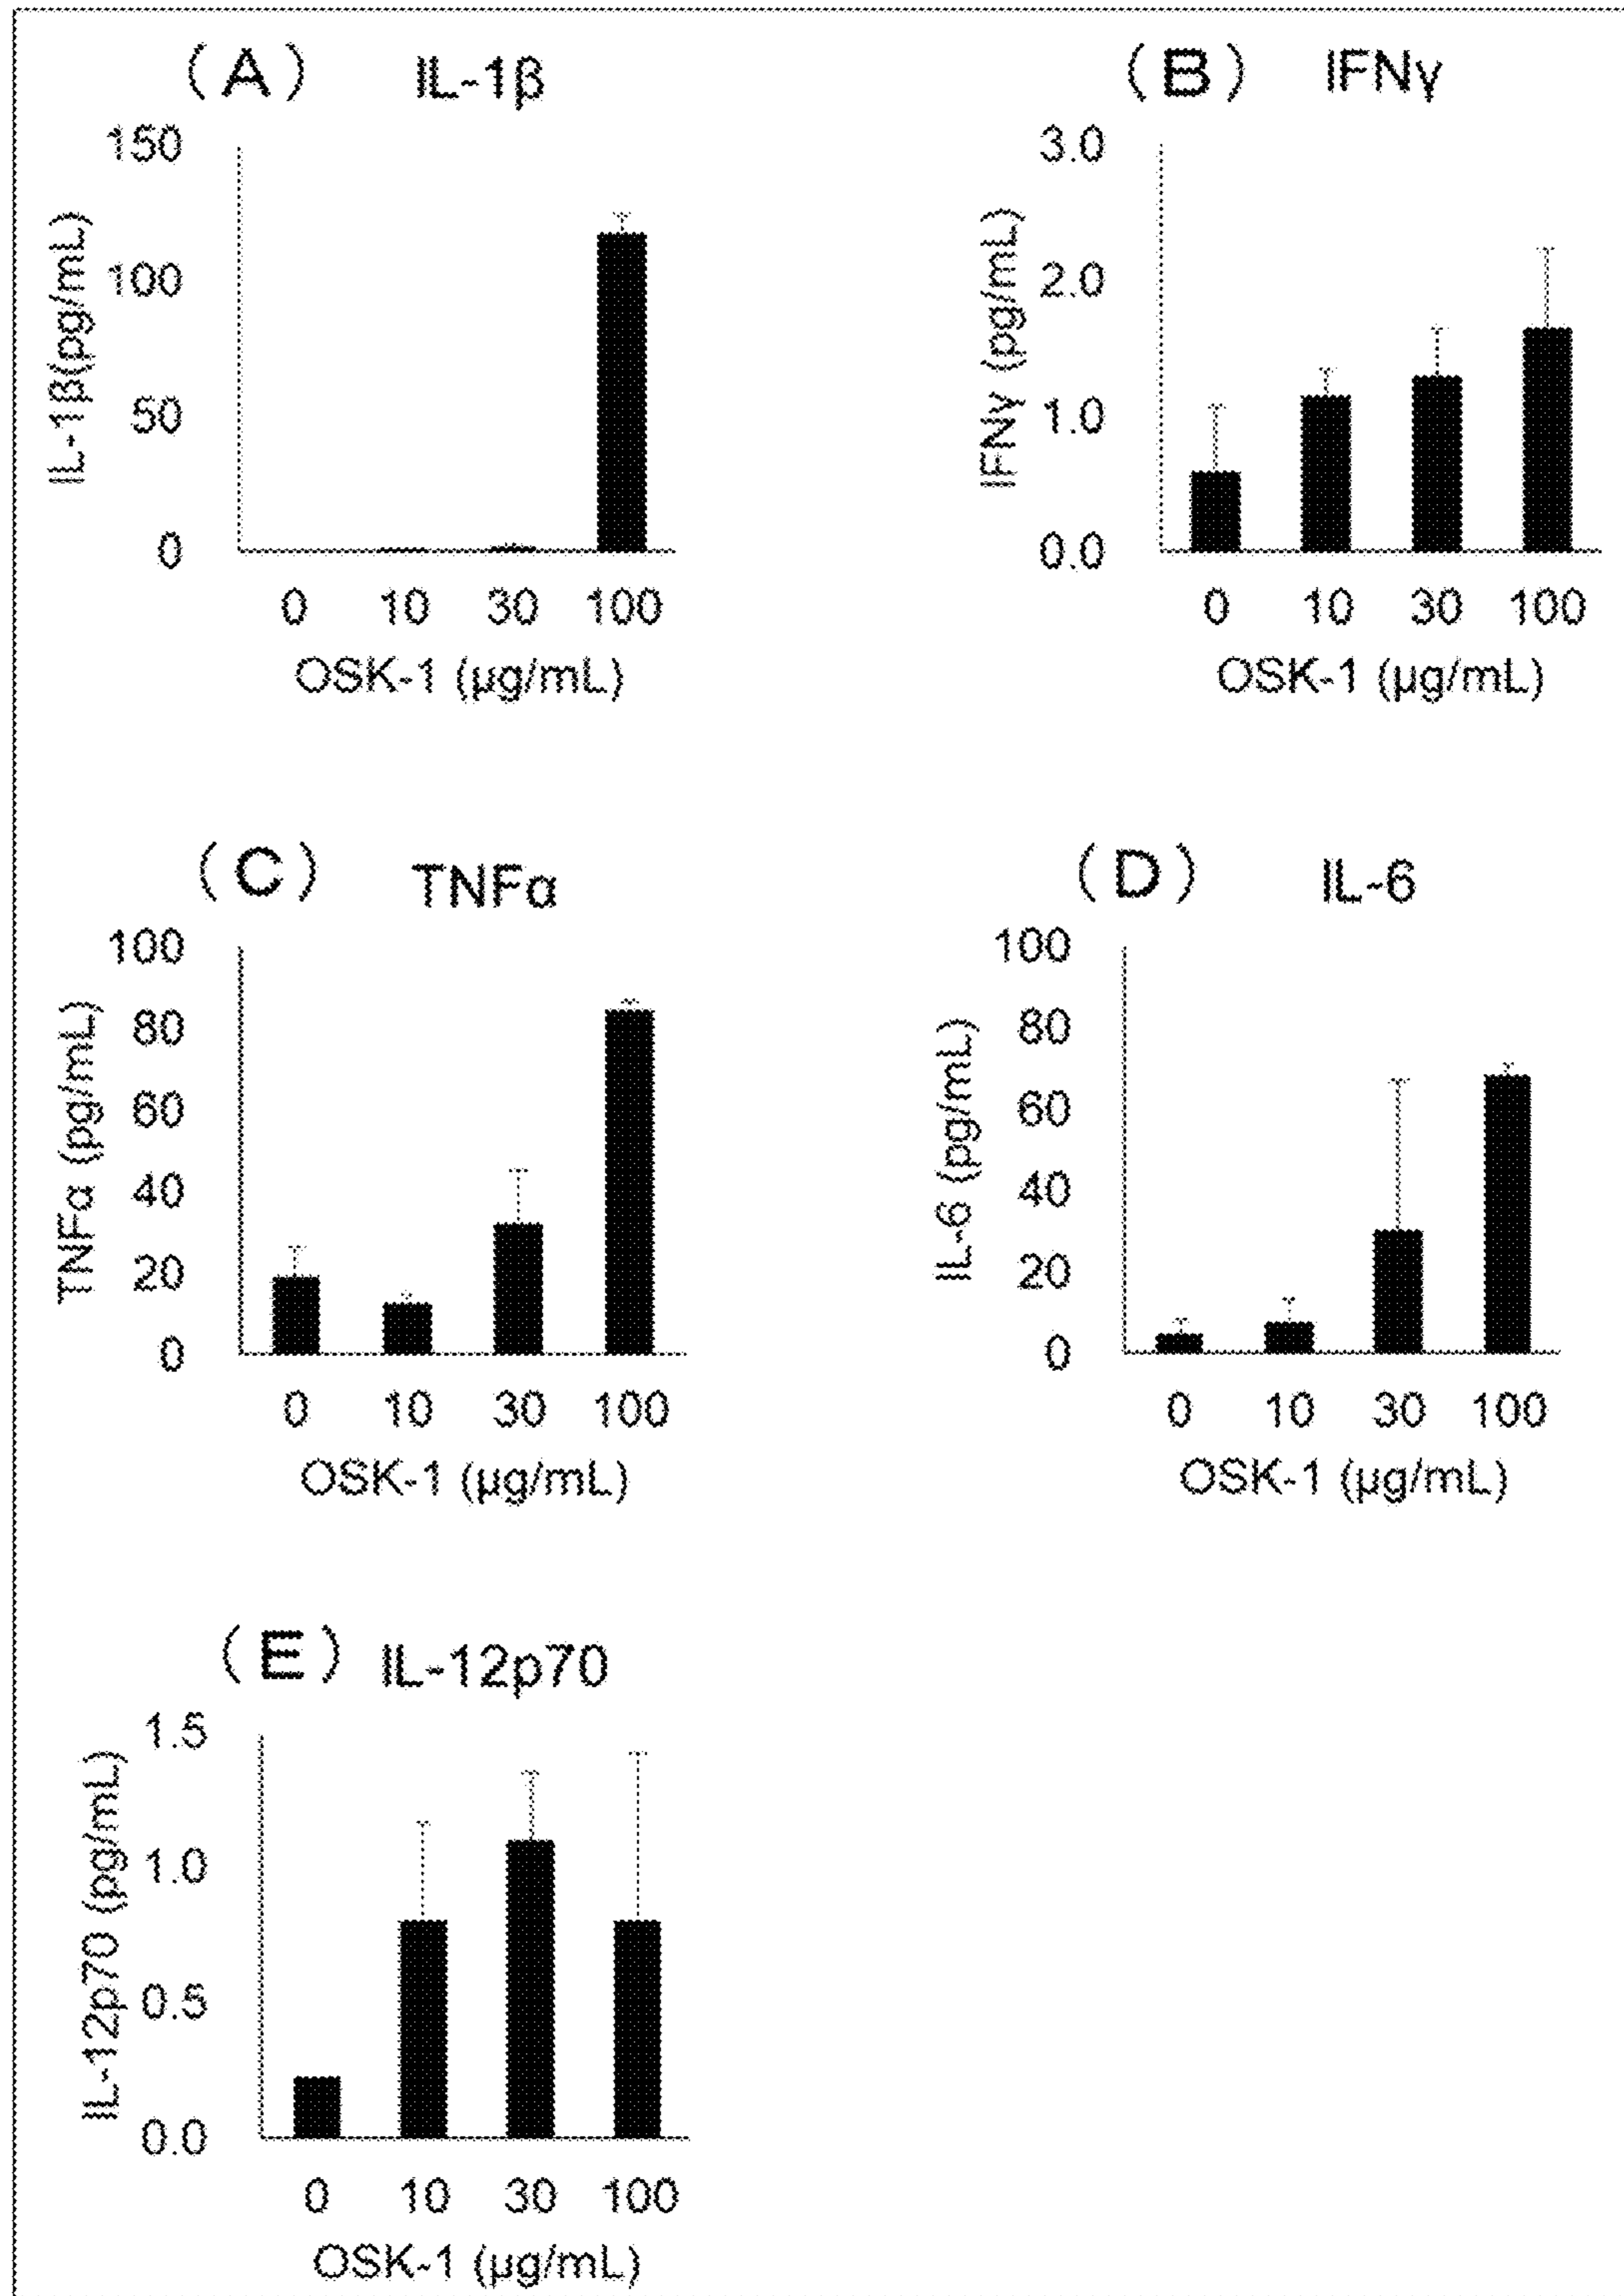 (A) IL-1β
150
100
50
0
IL-1β(pg/mL)
0 10 30 100
OSK-1 (μg/mL)
(B) IFNγ
3.0
2.0
1.0
0.0
IFNγ (pg/mL)
0 10 30 100
OSK-1 (μg/mL)
(C) TNFα
100
80
60
40
20
0
TNFα (pg/mL)
0 10 30 100
OSK-1 (μg/mL)
(D) IL-6
100
80
60
40
20
0
IL-6 (pg/mL)
0 10 30 100
OSK-1 (μg/mL)
(E) IL-12p70
1.5
1.0
0.5
0.0
IL-12p70 (pg/mL)
0 10 30 100
OSK-1 (μg/mL)